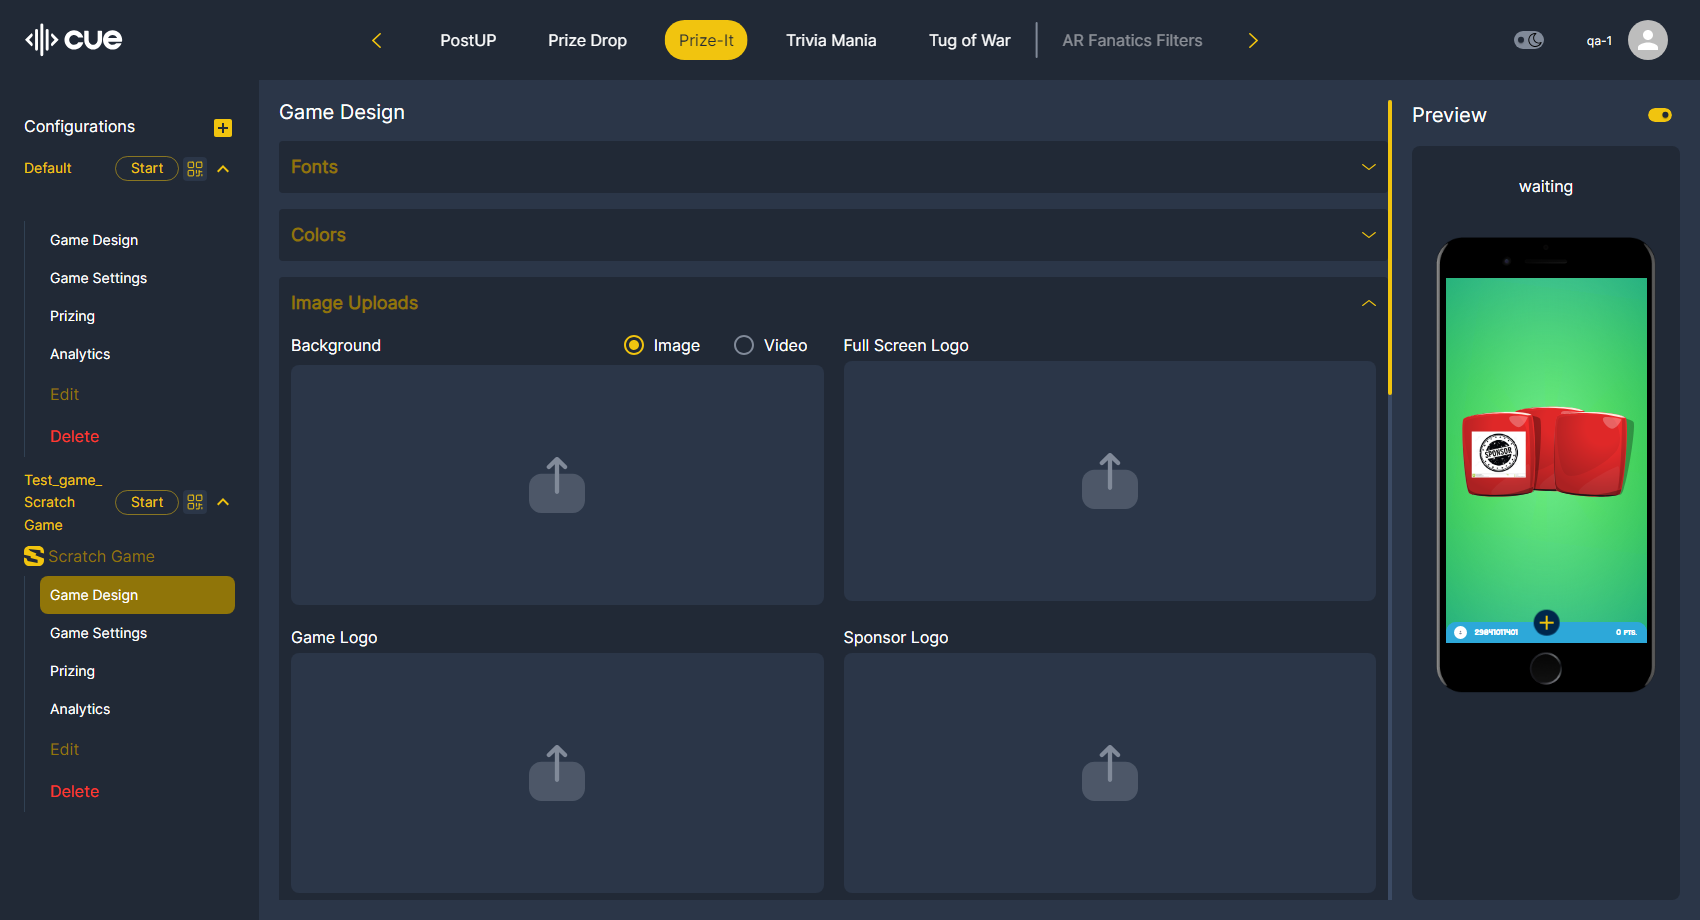 cue
PostUP
Prize Drop
Prize-It
Trivia Mania
Tug of War
AR Fanatics Filters
qa-1
Configurations
Default
Start
Game Design
Game Settings
Prizing
Analytics
Edit
Delete
Test_game_
Scratch
Game
Start
Scratch Game
Game Design
Game Settings
Prizing
Analytics
Edit
Delete
Game Design
Fonts
Colors
Image Uploads
Background
Image
Video
Full Screen Logo
Game Logo
Sponsor Logo
Preview
waiting
SPONSOR
0 PTS.